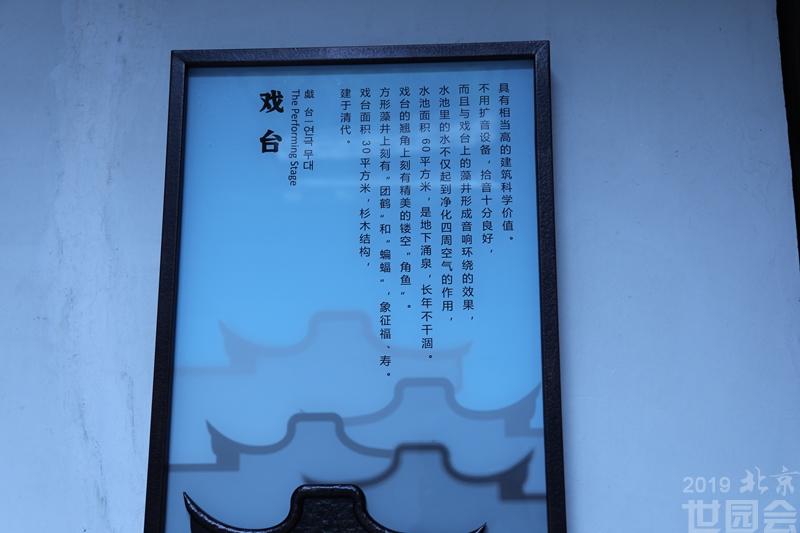 戏台
The Performing Stage
戲 台 | 연극 무대
建于清代。
戏台面积 30 平方米，杉木结构，
方形藻井上刻有“团鹤”和“蝙蝠”，象征福、寿。
戏台的翘角上刻有精美的镂空“角鱼”。
水池面积 60 平方米，是地下涌泉，长年不干涸。
水池里的水不仅起到净化四周空气的作用，
而且与戏台上的藻井形成音响环绕的效果，
不用扩音设备，拾音十分良好，
具有相当高的建筑科学价值。
2019 北京
世园会